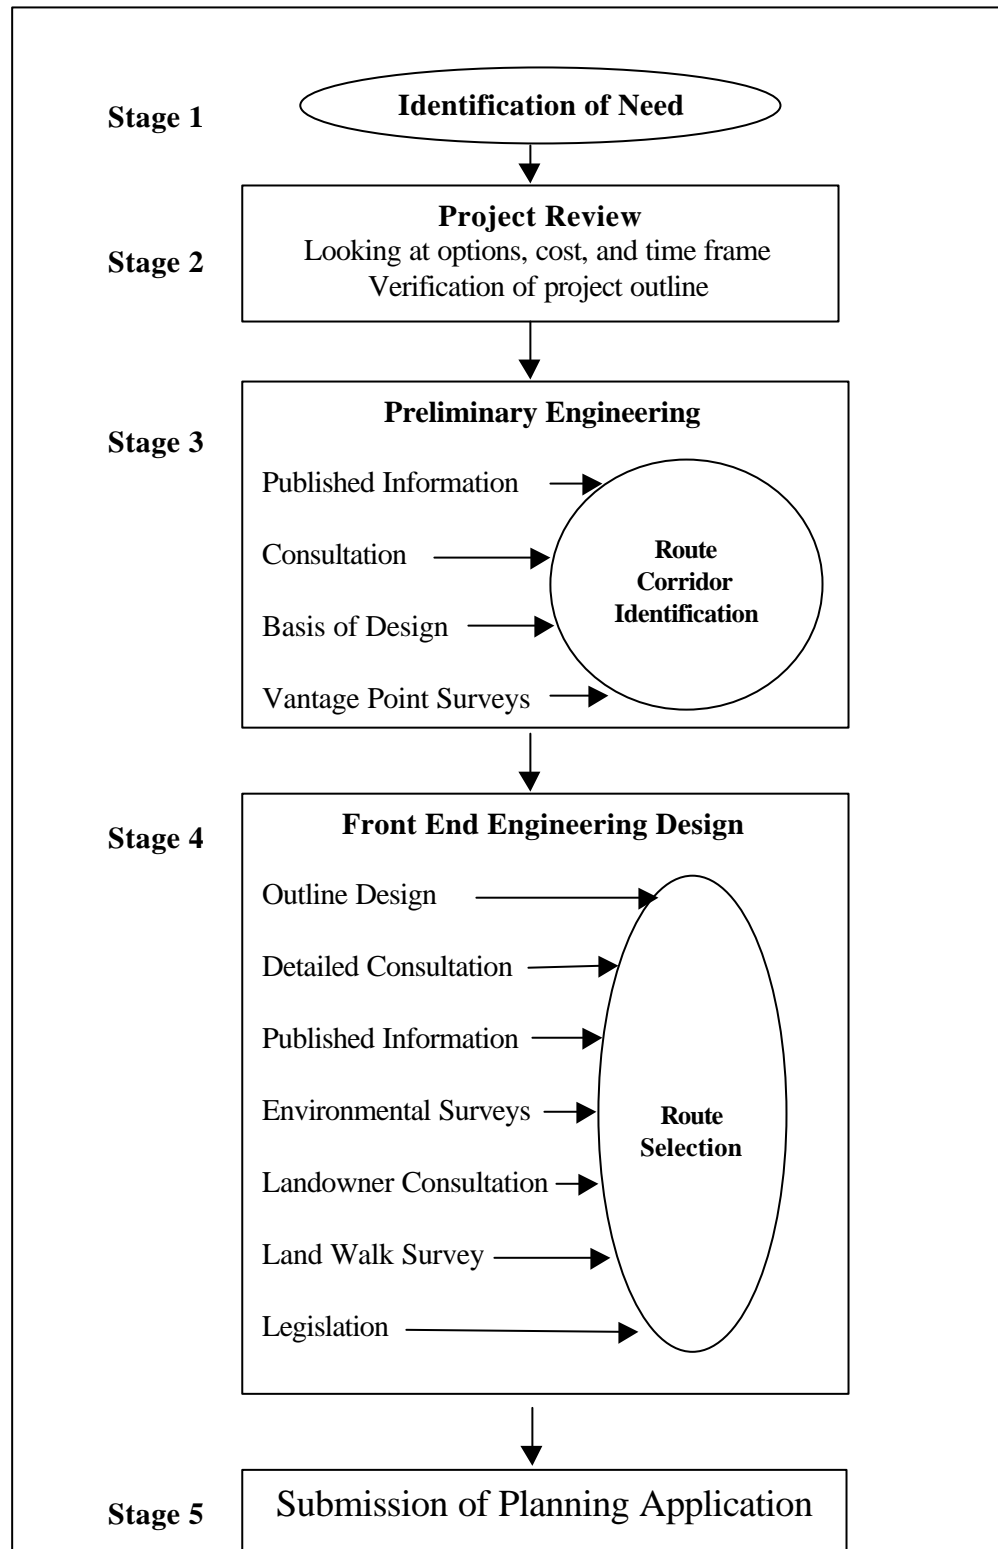 Stage 1
Identification of Need
Stage 2
Project Review
Looking at options, cost, and time frame
Verification of project outline
Stage 3
Preliminary Engineering
Published Information
Consultation
Basis of Design
Vantage Point Surveys
Route
Corridor
Identification
Stage 4
Front End Engineering Design
Outline Design
Detailed Consultation
Published Information
Environmental Surveys
Landowner Consultation
Land Walk Survey
Legislation
Route
Selection
Stage 5
Submission of Planning Application